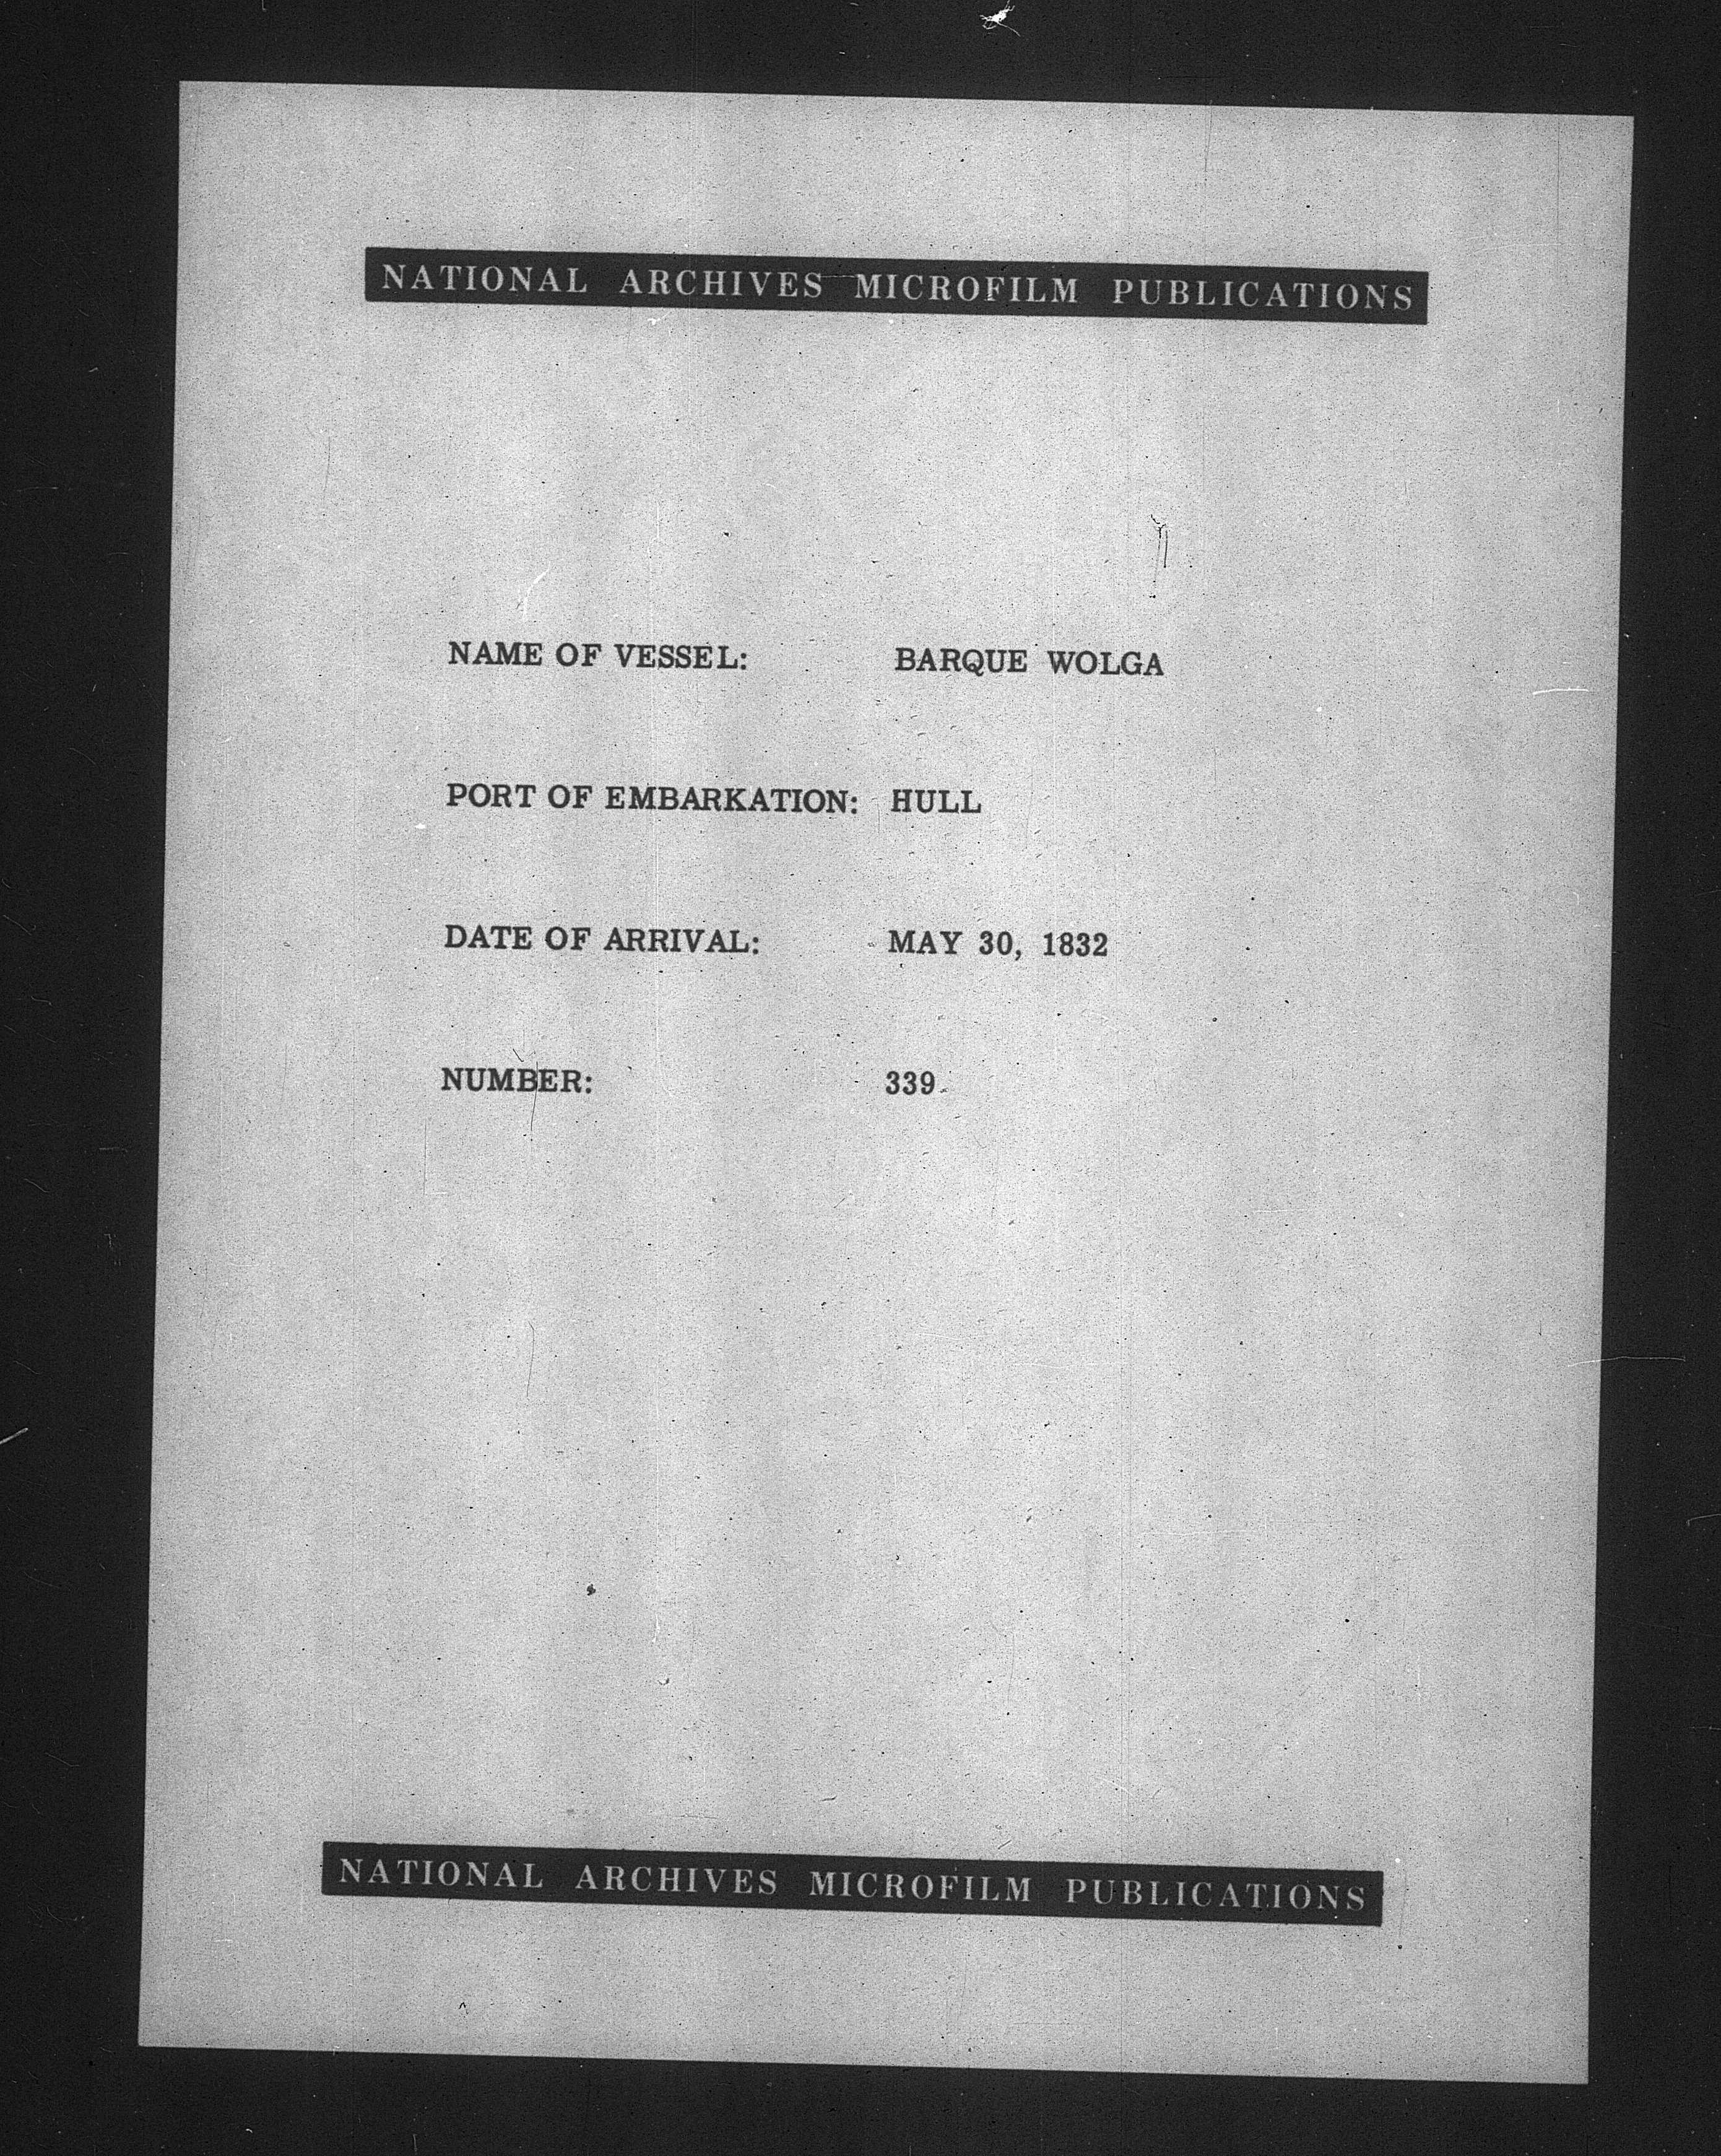 NATIONAL ARCHIVES MICROFILM PUBLICATIONS
NAME OF VESSEL: BARQUE WOLGA
PORT OF EMBARKATION: HULL
DATE OF ARRIVAL: MAY 30, 1832
NUMBER: 339
NATIONAL ARCHIVES MICROFILM PUBLICATIONS